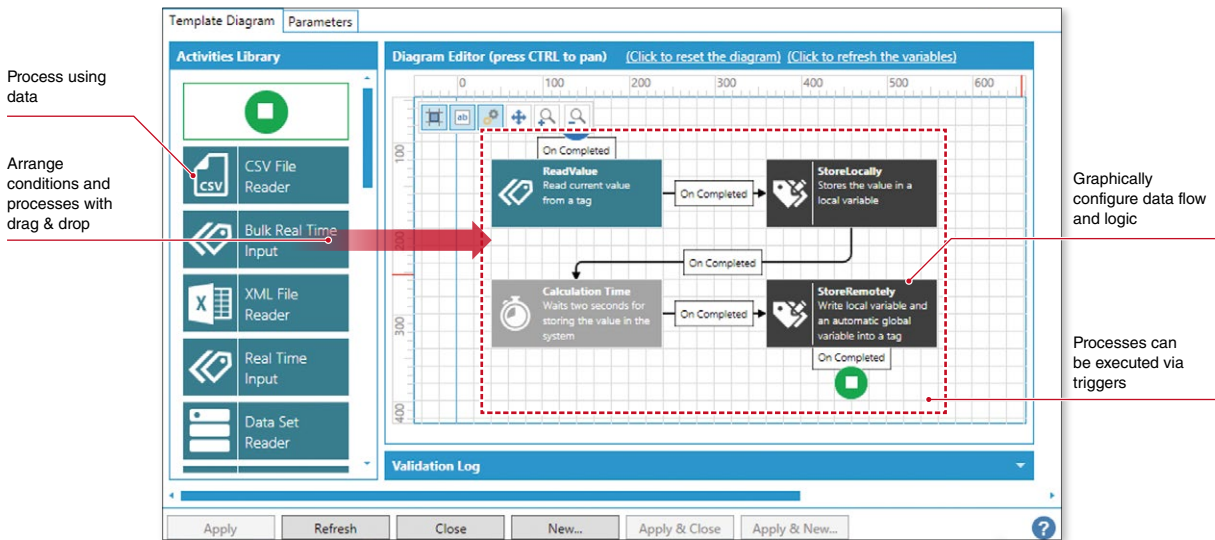 Template Diagram
Parameters
Activities Library
Diagram Editor (press CTRL to pan)
(Click to reset the diagram)
(Click to refresh the variables)
Process using
data
Arrange
conditions and
processes with
drag & drop
CSV
CSV File
Reader
Bulk Real Time
Input
X
XML File
Reader
Real Time
Input
Data Set
Reader
0
100
200
300
400
500
600
100
200
300
400
ab
On Completed
ReadValue
Read current value
from a tag
On Completed
StoreLocally
Stores the value in a
local variable
On Completed
Calculation Time
Waits two seconds for
storing the value in the
system
On Completed
StoreRemotely
Write local variable and
an automatic global
variable into a tag
On Completed
Graphically
configure data flow
and logic
Processes can
be executed via
triggers
Validation Log
Apply
Refresh
Close
New...
Apply & Close
Apply & New...
?